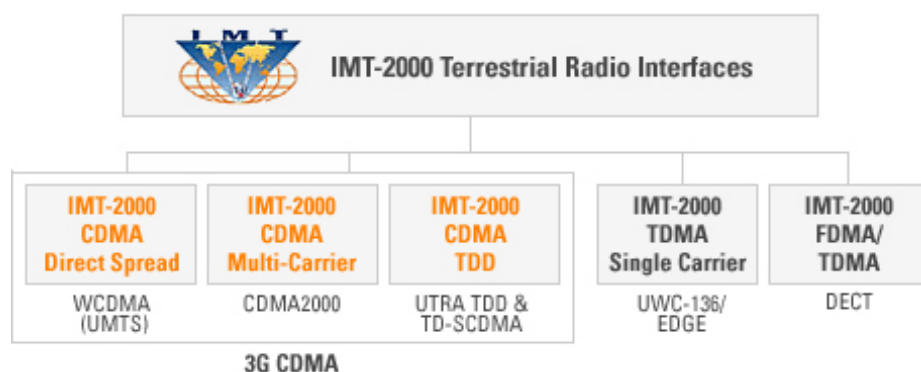 I M T
IMT-2000 Terrestrial Radio Interfaces
IMT-2000
CDMA
Direct Spread
WCDMA
(UMTS)
IMT-2000
CDMA
Multi-Carrier
CDMA2000
IMT-2000
CDMA
TDD
UTRA TDD &
TD-SCDMA
3G CDMA
IMT-2000
TDMA
Single Carrier
UWC-136/
EDGE
IMT-2000
FDMA/
TDMA
DECT